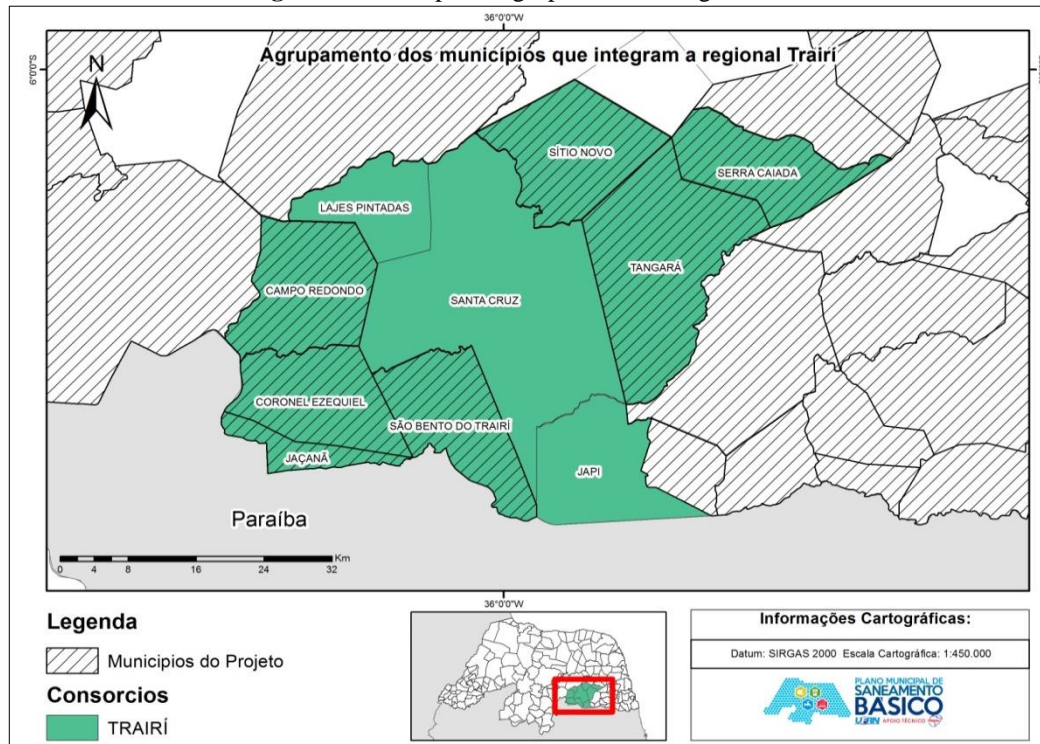 36°0'0"W
Agrupamento dos municípios que integram a regional Trairí
6°0'0"S
N
SÍTIO NOVO
SERRA CAIADA
LAJES PINTADAS
TANGARÁ
CAMPO REDONDO
SANTA CRUZ
CORONEL EZEQUIEL
SÃO BENTO DO TRAIRÍ
JAÇANÃ
JAPI
Paraíba
Km
0 4 8 16 24 32
36°0'0"W
Legenda
Municipios do Projeto
Consorcios
TRAIRÍ
Informações Cartográficas:
Datum: SIRGAS 2000 Escala Cartográfica: 1:450.000
PLANO MUNICIPAL DE
SANEAMENTO
BÁSICO
UFRN APOIO TÉCNICO